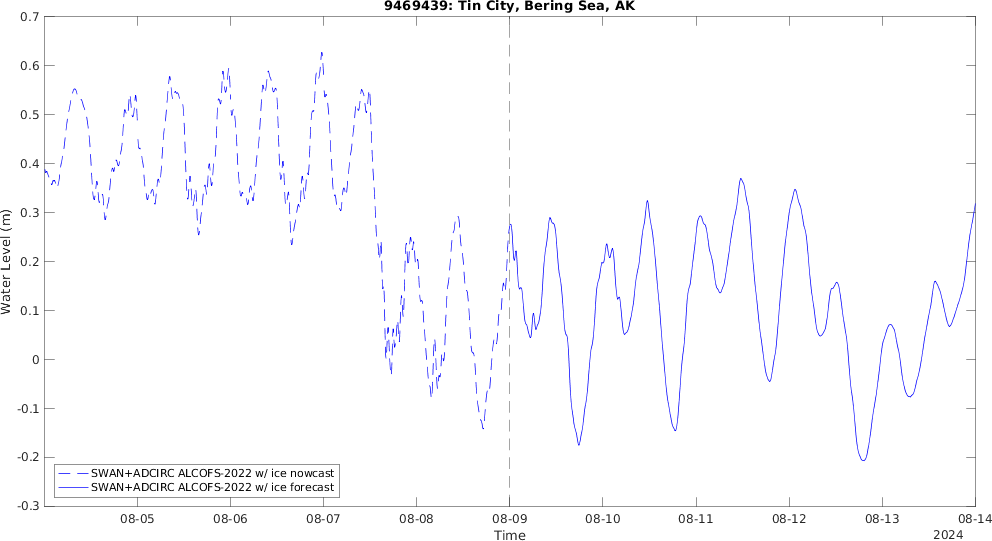 9469439: Tin City, Bering Sea, AK
0.7
0.6
0.5
0.4
0.3
0.2
0.1
0
-0.1
-0.2
-0.3
Water Level (m)
SWAN+ADCIRC ALCOFS-2022 w/ ice nowcast
SWAN+ADCIRC ALCOFS-2022 w/ ice forecast
08-05 08-06 08-07 08-08 08-09 08-10 08-11 08-12 08-13 08-14
Time
2024